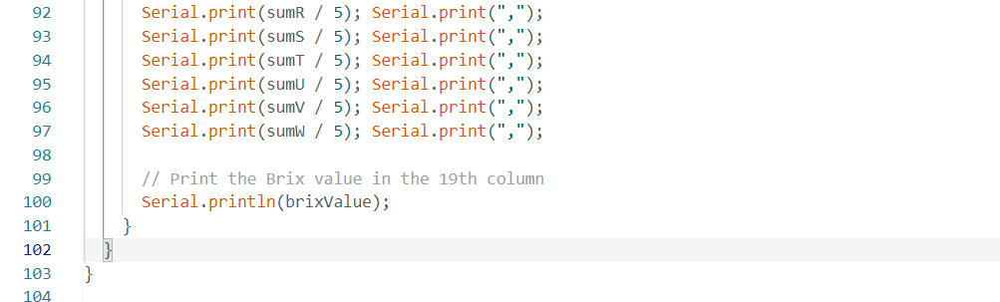 92 Serial.print(sumR / 5); Serial.print(",");
93 Serial.print(sumS / 5); Serial.print(",");
94 Serial.print(sumT / 5); Serial.print(",");
95 Serial.print(sumU / 5); Serial.print(",");
96 Serial.print(sumV / 5); Serial.print(",");
97 Serial.print(sumW / 5); Serial.print(",");
98
99 // Print the Brix value in the 19th column
100 Serial.println(brixValue);
101 }
102 }
103 }
104